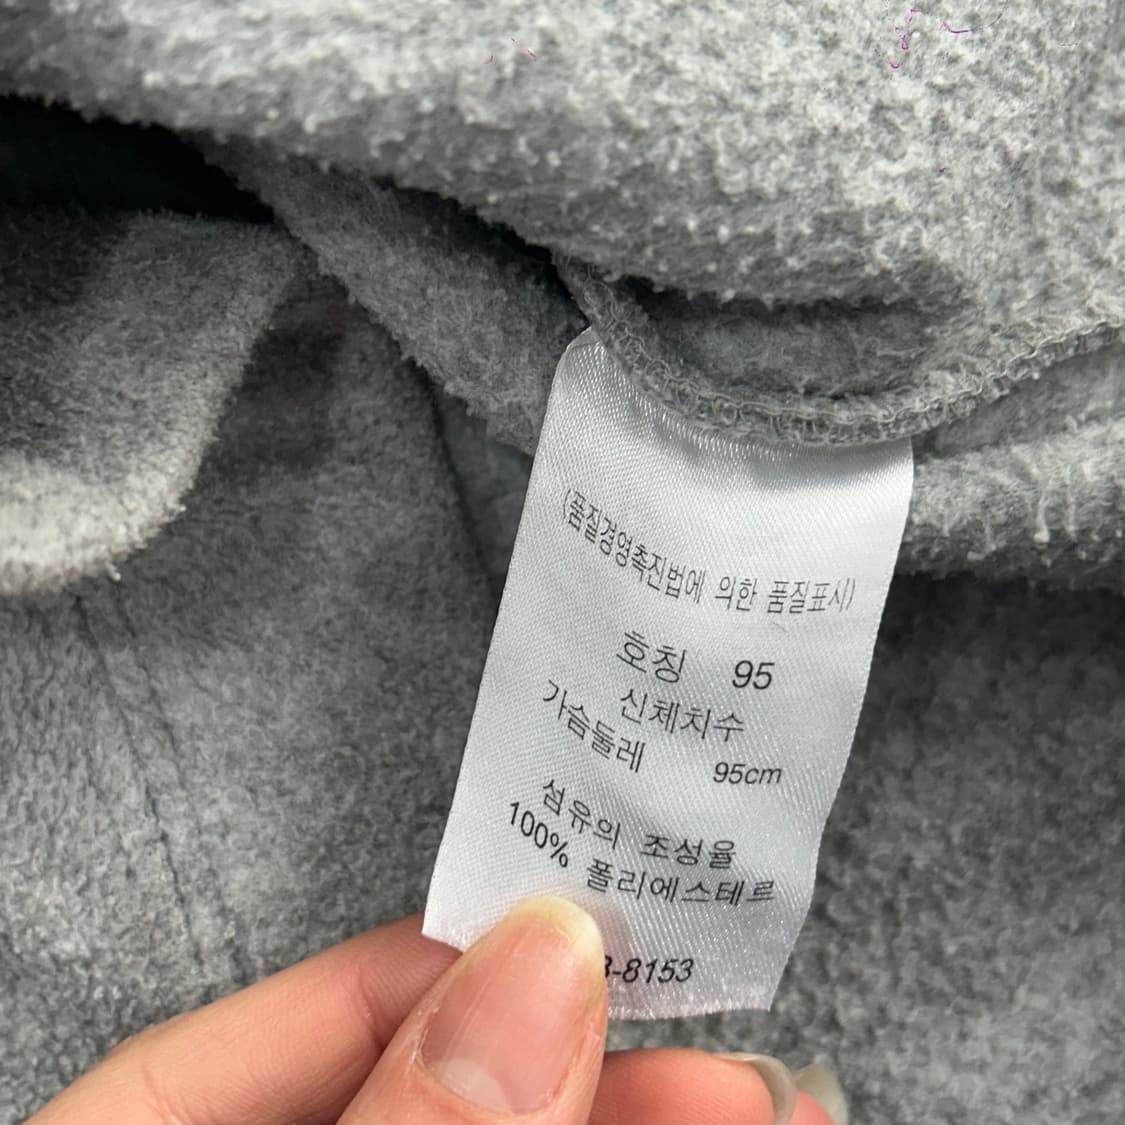 (품질경영촉진법에 의한 품질표시)
호칭 95
신체치수
가슴둘레 95cm
섬유의 조성율
100% 폴리에스테르
3-8153